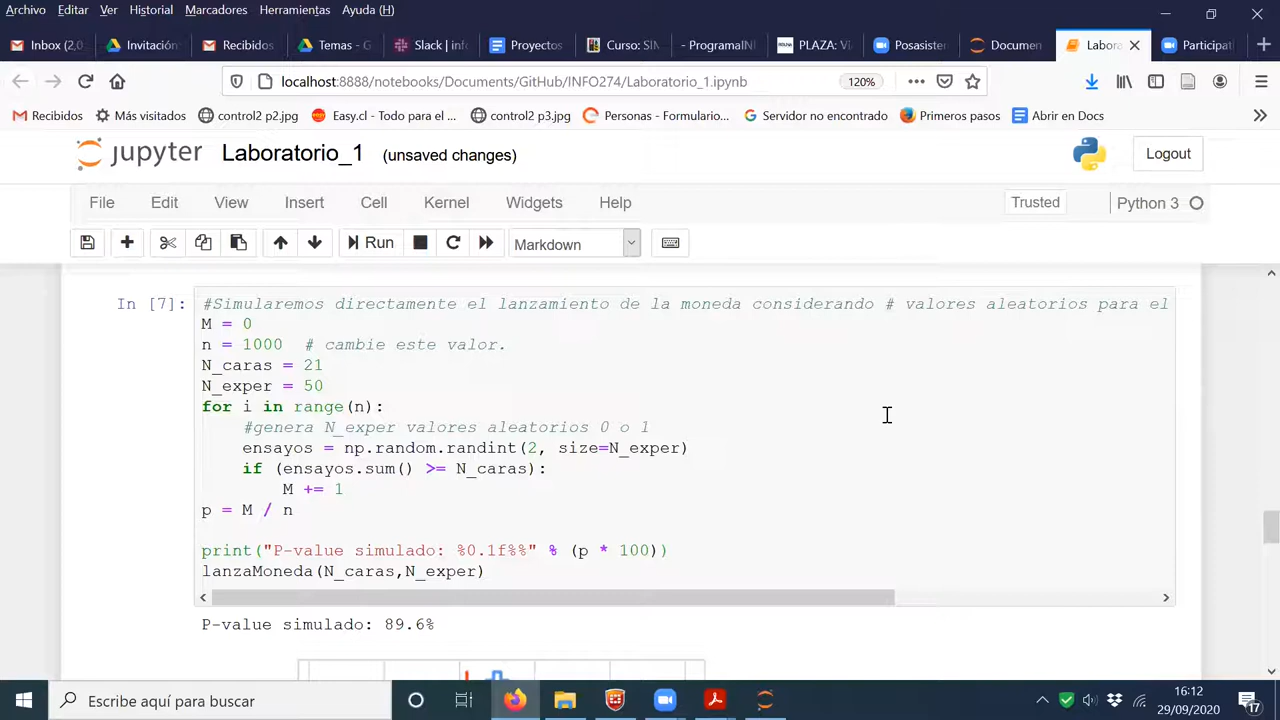 Archivo Editar Ver Historial Marcadores Herramientas Ayuda (H)
Inbox (2,0 Invitación Recibidos Temas - G Slack | info Proyectos Curso: SIN - ProgramaINI PLAZA: Vi Posasister Documen Labora Participat
localhost:8888/notebooks/Documents/GitHub/INFO274/Laboratorio_1.ipynb 120%
Recibidos Más visitados control2 p2.jpg Easy.cl - Todo para el ... control2 p3.jpg Personas - Formulario... Servidor no encontrado Primeros pasos Abrir en Docs
jupyter Laboratorio_1 (unsaved changes) Logout
File Edit View Insert Cell Kernel Widgets Help Trusted Python 3
Run Markdown
In [7]: #Simularemos directamente el lanzamiento de la moneda considerando # valores aleatorios para el
M = 0
n = 1000 # cambie este valor.
N_caras = 21
N_exper = 50
for i in range(n):
#genera N_exper valores aleatorios 0 o 1
ensayos = np.random.randint(2, size=N_exper)
if (ensayos.sum() >= N_caras):
M += 1
p = M / n
print("P-value simulado: %0.1f%%" % (p * 100))
lanzaMoneda(N_caras,N_exper)
P-value simulado: 89.6%
Escribe aquí para buscar
16:12
29/09/2020
17